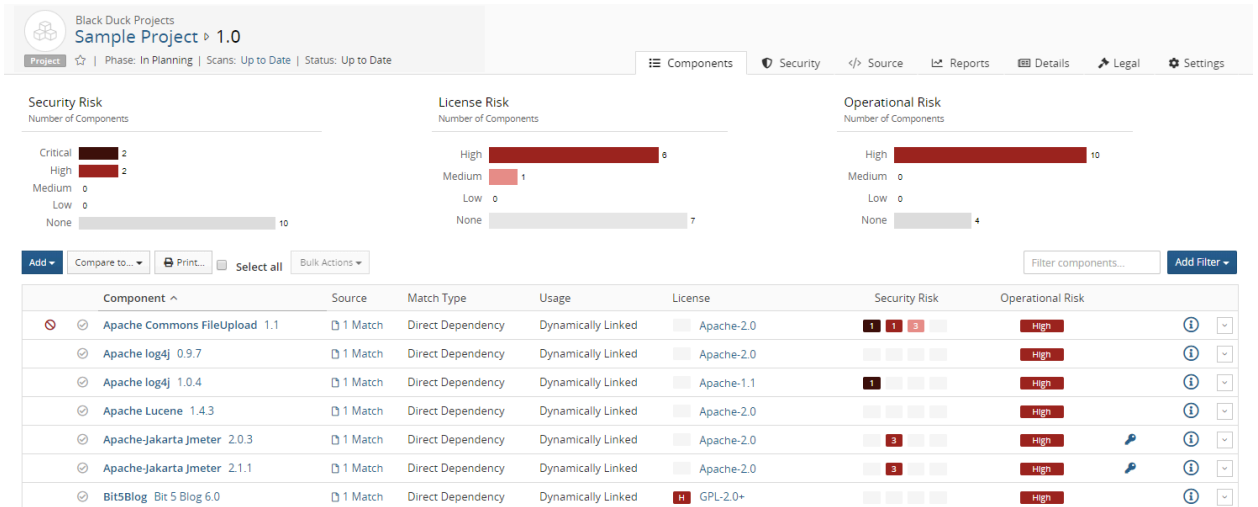 Black Duck Projects
Sample Project ▸ 1.0
Project | Phase: In Planning | Scans: Up to Date | Status: Up to Date
Components Security </> Source Reports Details Legal Settings
Security Risk
Number of Components
Critical 2
High 2
Medium 0
Low 0
None 10
License Risk
Number of Components
High 6
Medium 1
Low 0
None 7
Operational Risk
Number of Components
High 10
Medium 0
Low 0
None 4
Add Compare to... Print... Select all Bulk Actions Filter components... Add Filter
Component Source Match Type Usage License Security Risk Operational Risk
Apache Commons FileUpload 1.1 1 Match Direct Dependency Dynamically Linked Apache-2.0 1 1 3 High
Apache log4j 0.9.7 1 Match Direct Dependency Dynamically Linked Apache-2.0 High
Apache log4j 1.0.4 1 Match Direct Dependency Dynamically Linked Apache-1.1 1 High
Apache Lucene 1.4.3 1 Match Direct Dependency Dynamically Linked Apache-2.0 High
Apache-Jakarta Jmeter 2.0.3 1 Match Direct Dependency Dynamically Linked Apache-2.0 3 High
Apache-Jakarta Jmeter 2.1.1 1 Match Direct Dependency Dynamically Linked Apache-2.0 3 High
Bit5Blog Bit 5 Blog 6.0 1 Match Direct Dependency Dynamically Linked H GPL-2.0+ High